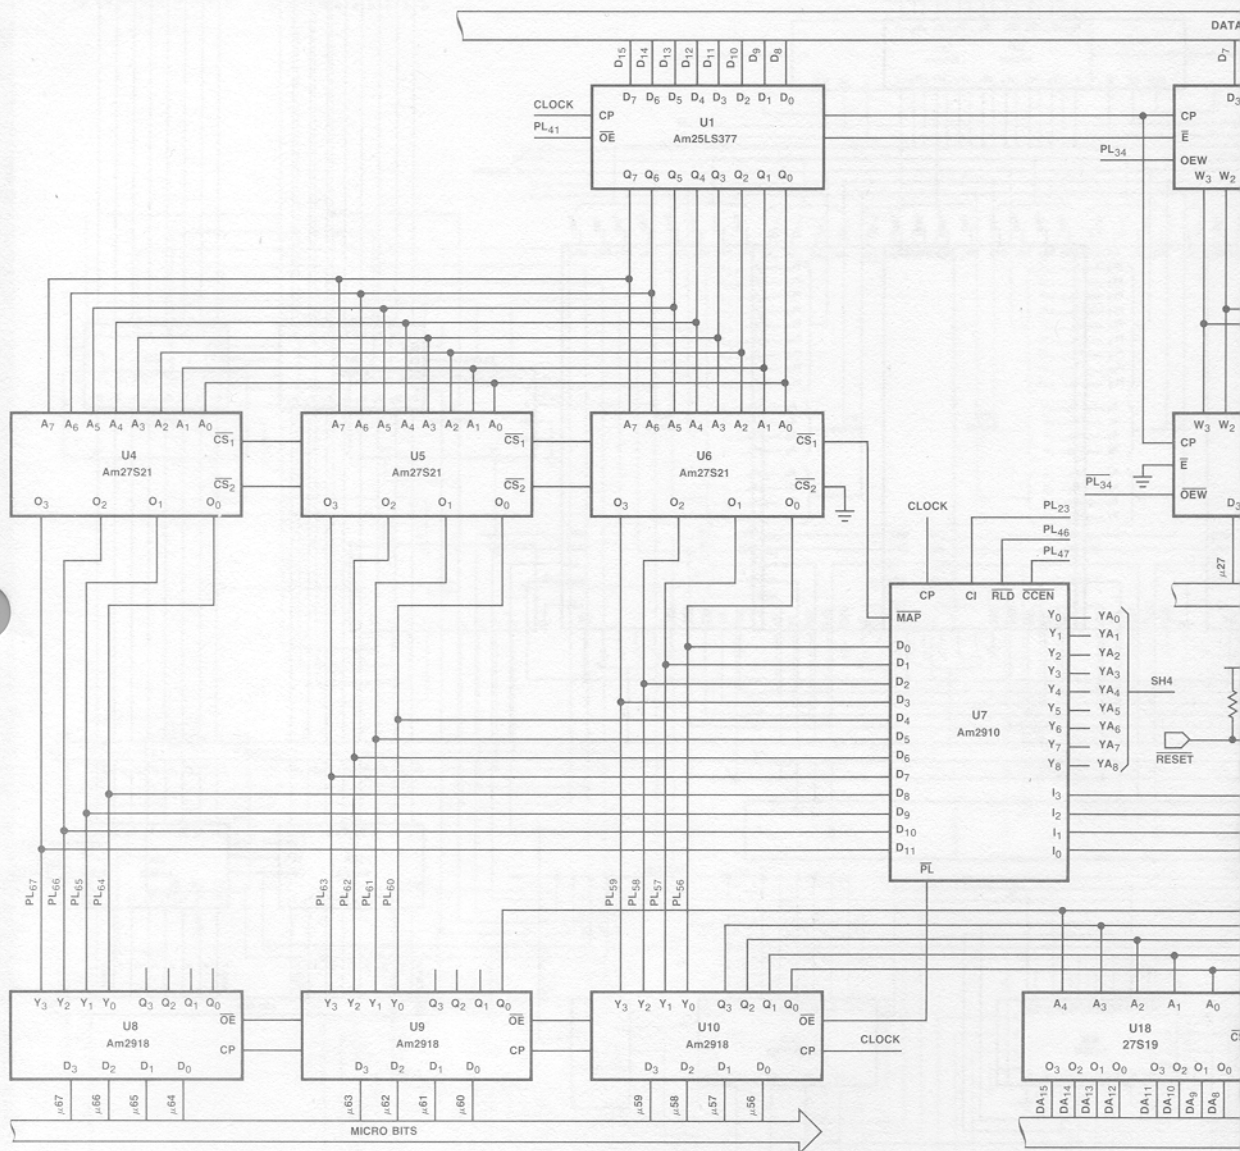 DATA
D15 D14 D13 D12 D11 D10 D9 D8 D7
D7 D6 D5 D4 D3 D2 D1 D0 D3
CLOCK CP U1 CP
PL41 OE Am25LS377 E
PL34 OEW
Q7 Q6 Q5 Q4 Q3 Q2 Q1 Q0 W3 W2
A7 A6 A5 A4 A3 A2 A1 A0 A7 A6 A5 A4 A3 A2 A1 A0 A7 A6 A5 A4 A3 A2 A1 A0 W3 W2
CS1 CS1 CS1 CP
U4 U5 U6
Am27S21 Am27S21 Am27S21 E
CS2 CS2 CS2 PL34 OEW
O3 O2 O1 O0 O3 O2 O1 O0 O3 O2 O1 O0 D3
CLOCK PL23
PL46
PL47
μ27
CP CI RLD CCEN
MAP Y0 YA0
D0 Y1 YA1
D1 Y2 YA2
D2 Y3 YA3
D3 Y4 YA4 SH4
D4 U7 Y5 YA5
D5 Am2910 Y6 YA6
D6 Y7 YA7
D7 Y8 YA8
RESET
D8 I3
D9 I2
D10 I1
D11 I0
PL
PL67 PL66 PL65 PL64 PL63 PL62 PL61 PL60 PL59 PL58 PL57 PL56
Y3 Y2 Y1 Y0 Q3 Q2 Q1 Q0 Y3 Y2 Y1 Y0 Q3 Q2 Q1 Q0 Y3 Y2 Y1 Y0 Q3 Q2 Q1 Q0 A4 A3 A2 A1 A0
U8 OE U9 OE U10 OE U18
Am2918 Am2918 Am2918 27S19
CP CP CP CLOCK
D3 D2 D1 D0 D3 D2 D1 D0 D3 D2 D1 D0 O3 O2 O1 O0 O3 O2 O1 O0
μ67 μ66 μ65 μ64 μ63 μ62 μ61 μ60 μ59 μ58 μ57 μ56 DA15 DA14 DA13 DA12 DA11 DA10 DA9 DA8
MICRO BITS